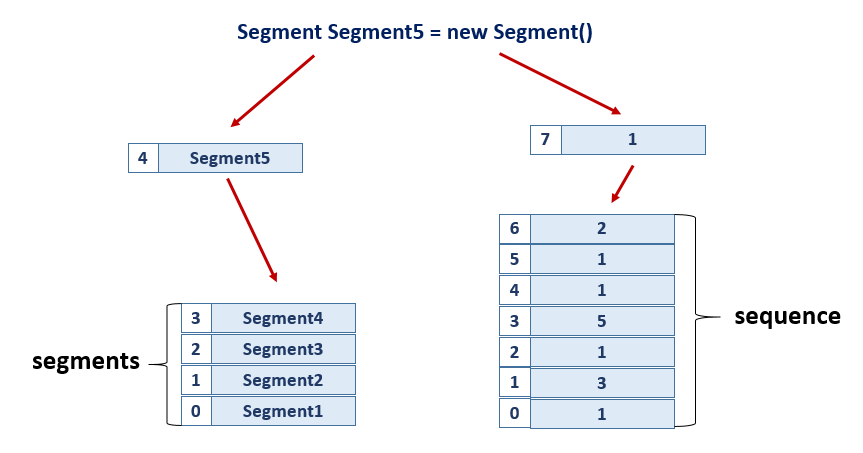 Segment Segment5 = new Segment()
4 Segment5
7 1
segments
3 Segment4
2 Segment3
1 Segment2
0 Segment1
6 2
5 1
4 1
3 5
2 1
1 3
0 1
sequence